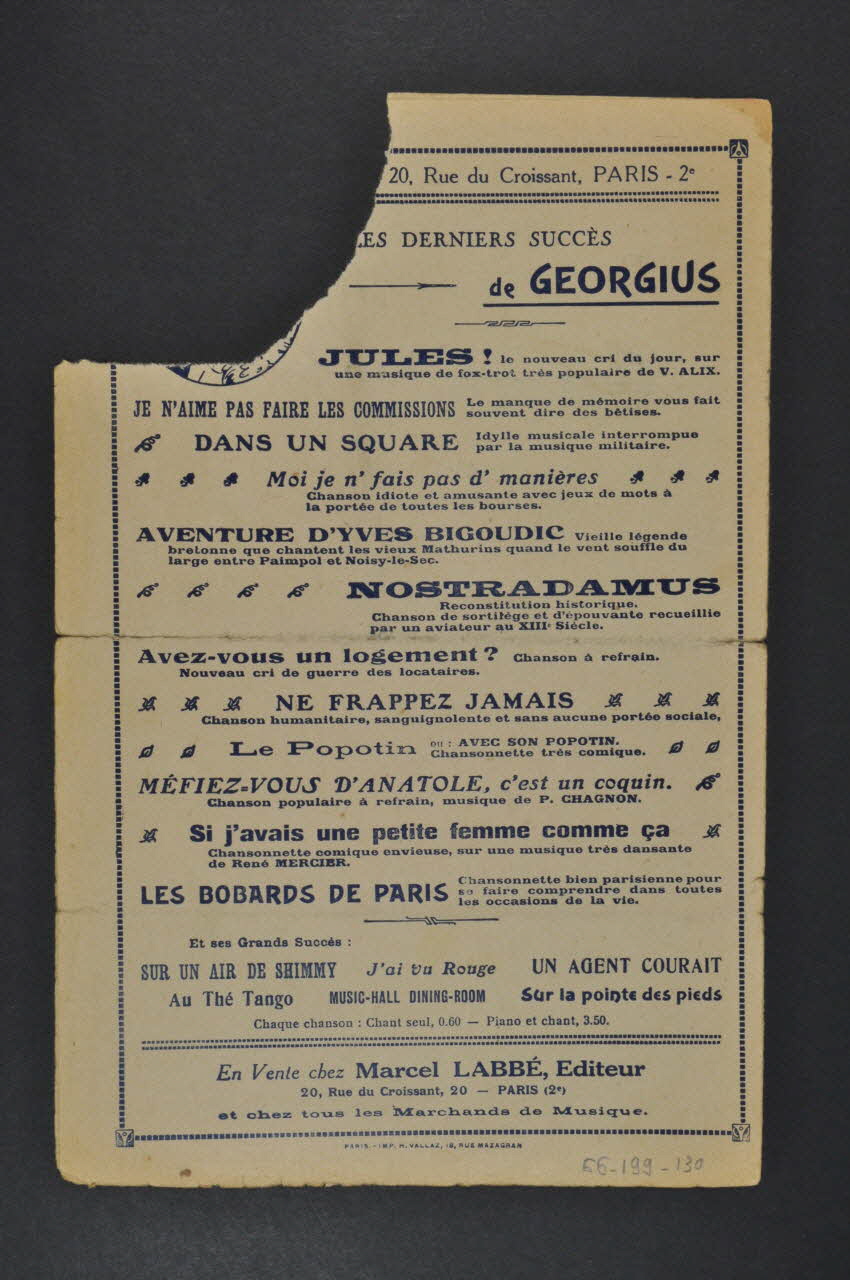 20, Rue du Croissant, PARIS - 2e
LES DERNIERS SUCCÈS
de GEORGIUS
JULES ! le nouveau cri du jour, sur
une musique de fox-trot très populaire de V. ALIX.
JE N'AIME PAS FAIRE LES COMMISSIONS Le manque de mémoire vous fait
souvent dire des bêtises.
DANS UN SQUARE Idylle musicale interrompue
par la musique militaire.
Moi je n' fais pas d' manières
Chanson idiote et amusante avec jeux de mots à
la portée de toutes les bourses.
AVENTURE D'YVES BIGOUDIC Vieille légende
bretonne que chantent les vieux Mathurins quand le vent souffle du
large entre Paimpol et Noisy-le-Sec.
NOSTRADAMUS
Reconstitution historique.
Chanson de sortilège et d'épouvante recueillie
par un aviateur au XIIIe Siècle.
Avez-vous un logement ? Chanson à refrain.
Nouveau cri de guerre des locataires.
NE FRAPPEZ JAMAIS
Chanson humanitaire, sanguignolente et sans aucune portée sociale,
Le Popotin ou : AVEC SON POPOTIN.
Chansonnette très comique.
MÉFIEZ-VOUS D'ANATOLE, c'est un coquin.
Chanson populaire à refrain, musique de P. CHAGNON.
Si j'avais une petite femme comme ça
Chansonnette comique envieuse, sur une musique très dansante
de René MERCIER.
LES BOBARDS DE PARIS Chansonnette bien parisienne pour
se faire comprendre dans toutes
les occasions de la vie.
Et ses Grands Succès :
SUR UN AIR DE SHIMMY J'ai vu Rouge UN AGENT COURAIT
Au Thé Tango MUSIC-HALL DINING-ROOM Sur la pointe des pieds
Chaque chanson : Chant seul, 0.60 — Piano et chant, 3.50.
En Vente chez Marcel LABBÉ, Editeur
20, Rue du Croissant, 20 — PARIS (2e)
et chez tous les Marchands de Musique.
PARIS. - IMP. H. VALLAZ, 18, RUE MAZAGRAN
56-199-130